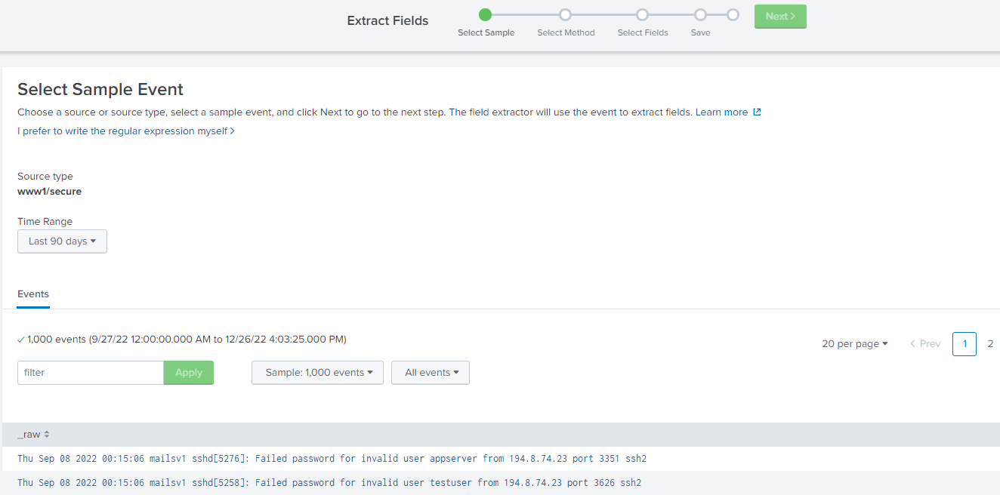 Extract Fields
Select Sample
Select Method
Select Fields
Save
Next >
Select Sample Event
Choose a source or source type, select a sample event, and click Next to go to the next step. The field extractor will use the event to extract fields. Learn more
I prefer to write the regular expression myself >
Source type
www1/secure
Time Range
Last 90 days
Events
✓ 1,000 events (9/27/22 12:00:00.000 AM to 12/26/22 4:03:25.000 PM)
20 per page
< Prev 1 2
filter
Apply
Sample: 1,000 events
All events
_raw
Thu Sep 08 2022 00:15:06 mailsv1 sshd[5276]: Failed password for invalid user appserver from 194.8.74.23 port 3351 ssh2
Thu Sep 08 2022 00:15:06 mailsv1 sshd[5258]: Failed password for invalid user testuser from 194.8.74.23 port 3626 ssh2